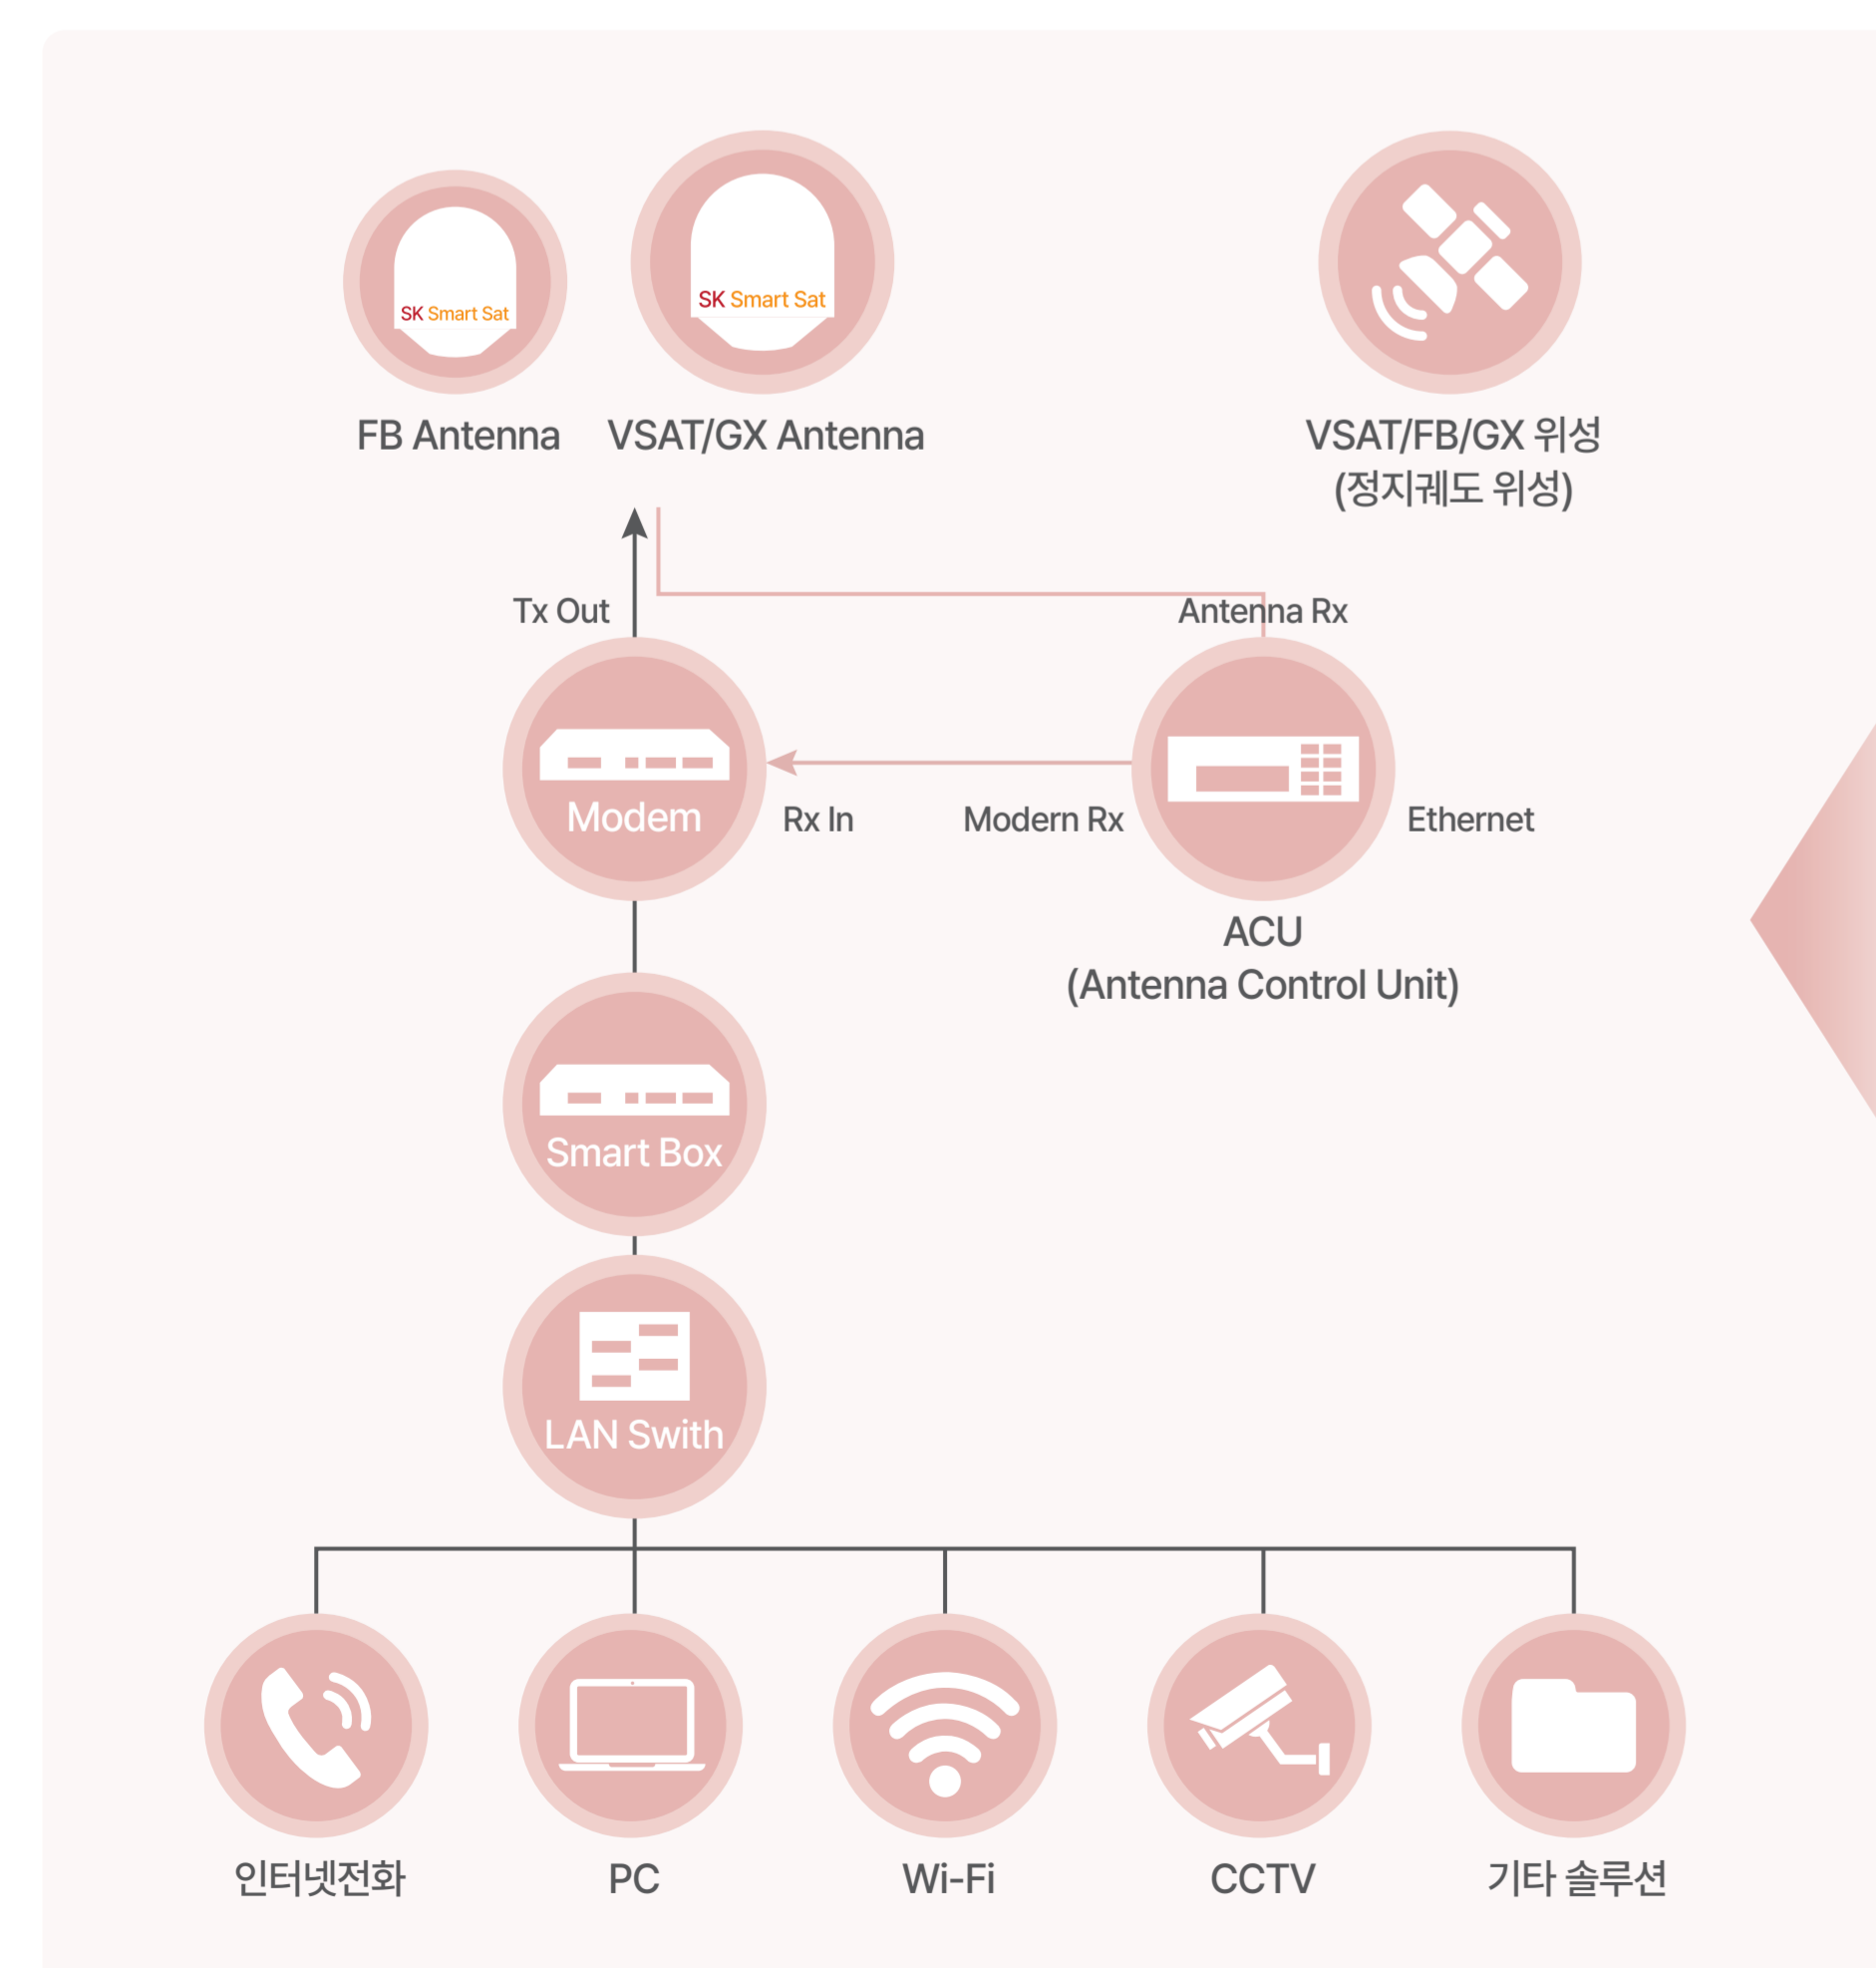 SK Smart Sat
SK Smart Sat
FB Antenna
VSAT/GX Antenna
VSAT/FB/GX 위성
(정지궤도 위성)
Tx Out
Antenna Rx
Modem
Rx In
Modern Rx
Ethernet
ACU
(Antenna Control Unit)
Smart Box
LAN Swith
인터넷전화
PC
Wi-Fi
CCTV
기타 솔루션